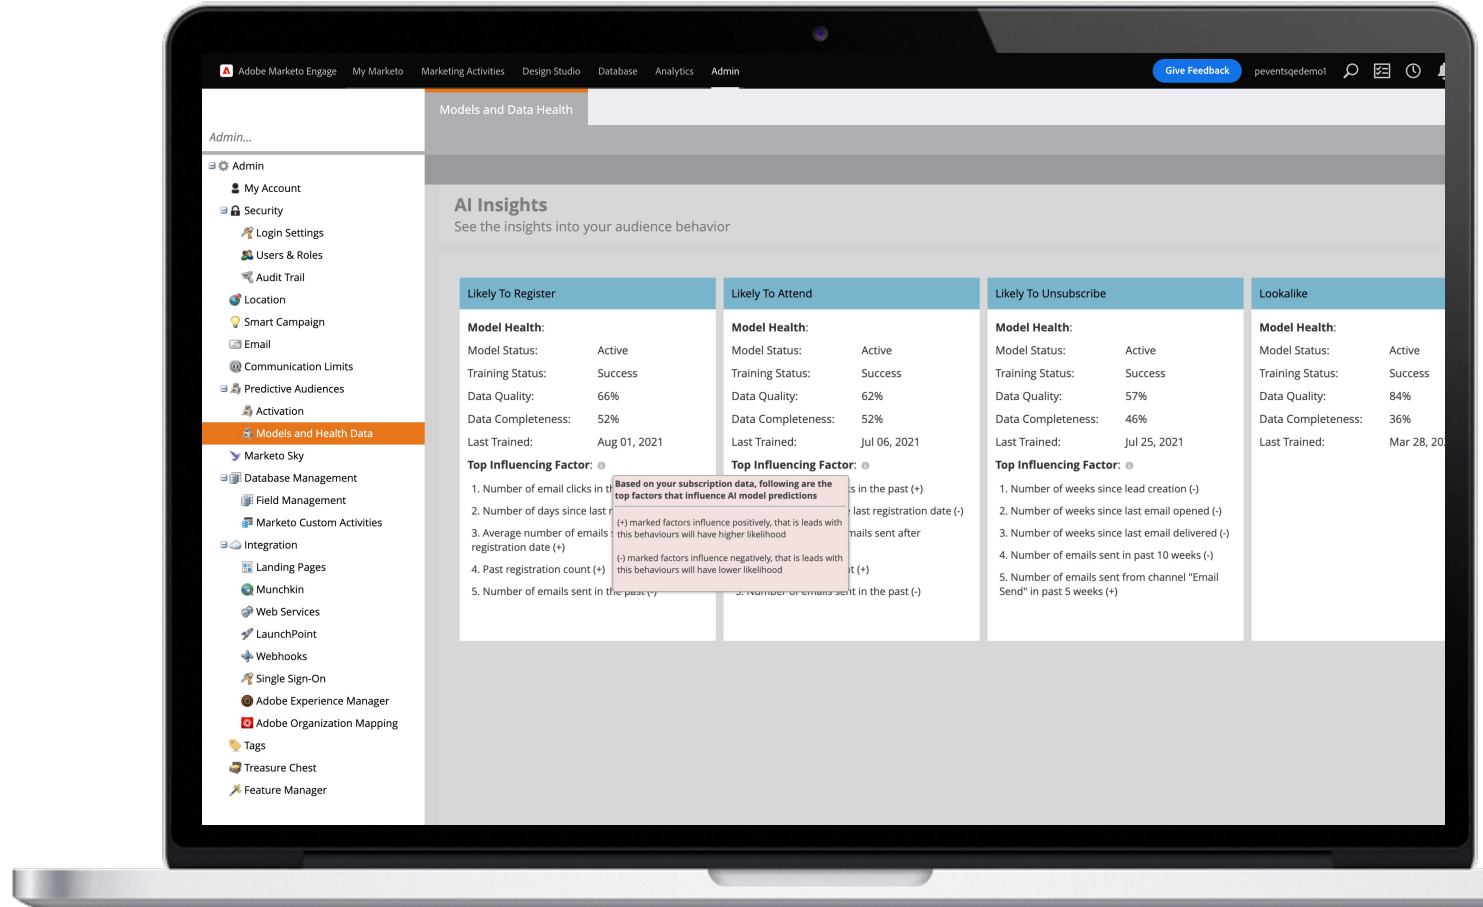 Adobe Marketo Engage My Marketo Marketing Activities Design Studio Database Analytics Admin Give Feedback peventsqedemo1
Models and Data Health
Admin...
Admin
My Account
Security
Login Settings
Users & Roles
Audit Trail
Location
Smart Campaign
Email
Communication Limits
Predictive Audiences
Activation
Models and Health Data
Marketo Sky
Database Management
Field Management
Marketo Custom Activities
Integration
Landing Pages
Munchkin
Web Services
LaunchPoint
Webhooks
Single Sign-On
Adobe Experience Manager
Adobe Organization Mapping
Tags
Treasure Chest
Feature Manager
AI Insights
See the insights into your audience behavior
Likely To Register
Model Health:
Model Status: Active
Training Status: Success
Data Quality: 66%
Data Completeness: 52%
Last Trained: Aug 01, 2021
Top Influencing Factor:
1. Number of email clicks in
2. Number of days since last
3. Average number of emails
registration date (+)
4. Past registration count (+)
5. Number of emails sent in the past (-)
Based on your subscription data, following are the
top factors that influence AI model predictions
(+) marked factors influence positively, that is leads with
this behaviours will have higher likelihood
(-) marked factors influence negatively, that is leads with
this behaviours will have lower likelihood
Likely To Attend
Model Health:
Model Status: Active
Training Status: Success
Data Quality: 62%
Data Completeness: 52%
Last Trained: Jul 06, 2021
Top Influencing Factor:
in the past (+)
last registration date (-)
sent after
(+)
5. Number of emails sent in the past (-)
Likely To Unsubscribe
Model Health:
Model Status: Active
Training Status: Success
Data Quality: 57%
Data Completeness: 46%
Last Trained: Jul 25, 2021
Top Influencing Factor:
1. Number of weeks since lead creation (-)
2. Number of weeks since last email opened (-)
3. Number of weeks since last email delivered (-)
4. Number of emails sent in past 10 weeks (-)
5. Number of emails sent from channel "Email
Send" in past 5 weeks (+)
Lookalike
Model Health:
Model Status: Active
Training Status: Success
Data Quality: 84%
Data Completeness: 36%
Last Trained: Mar 28,